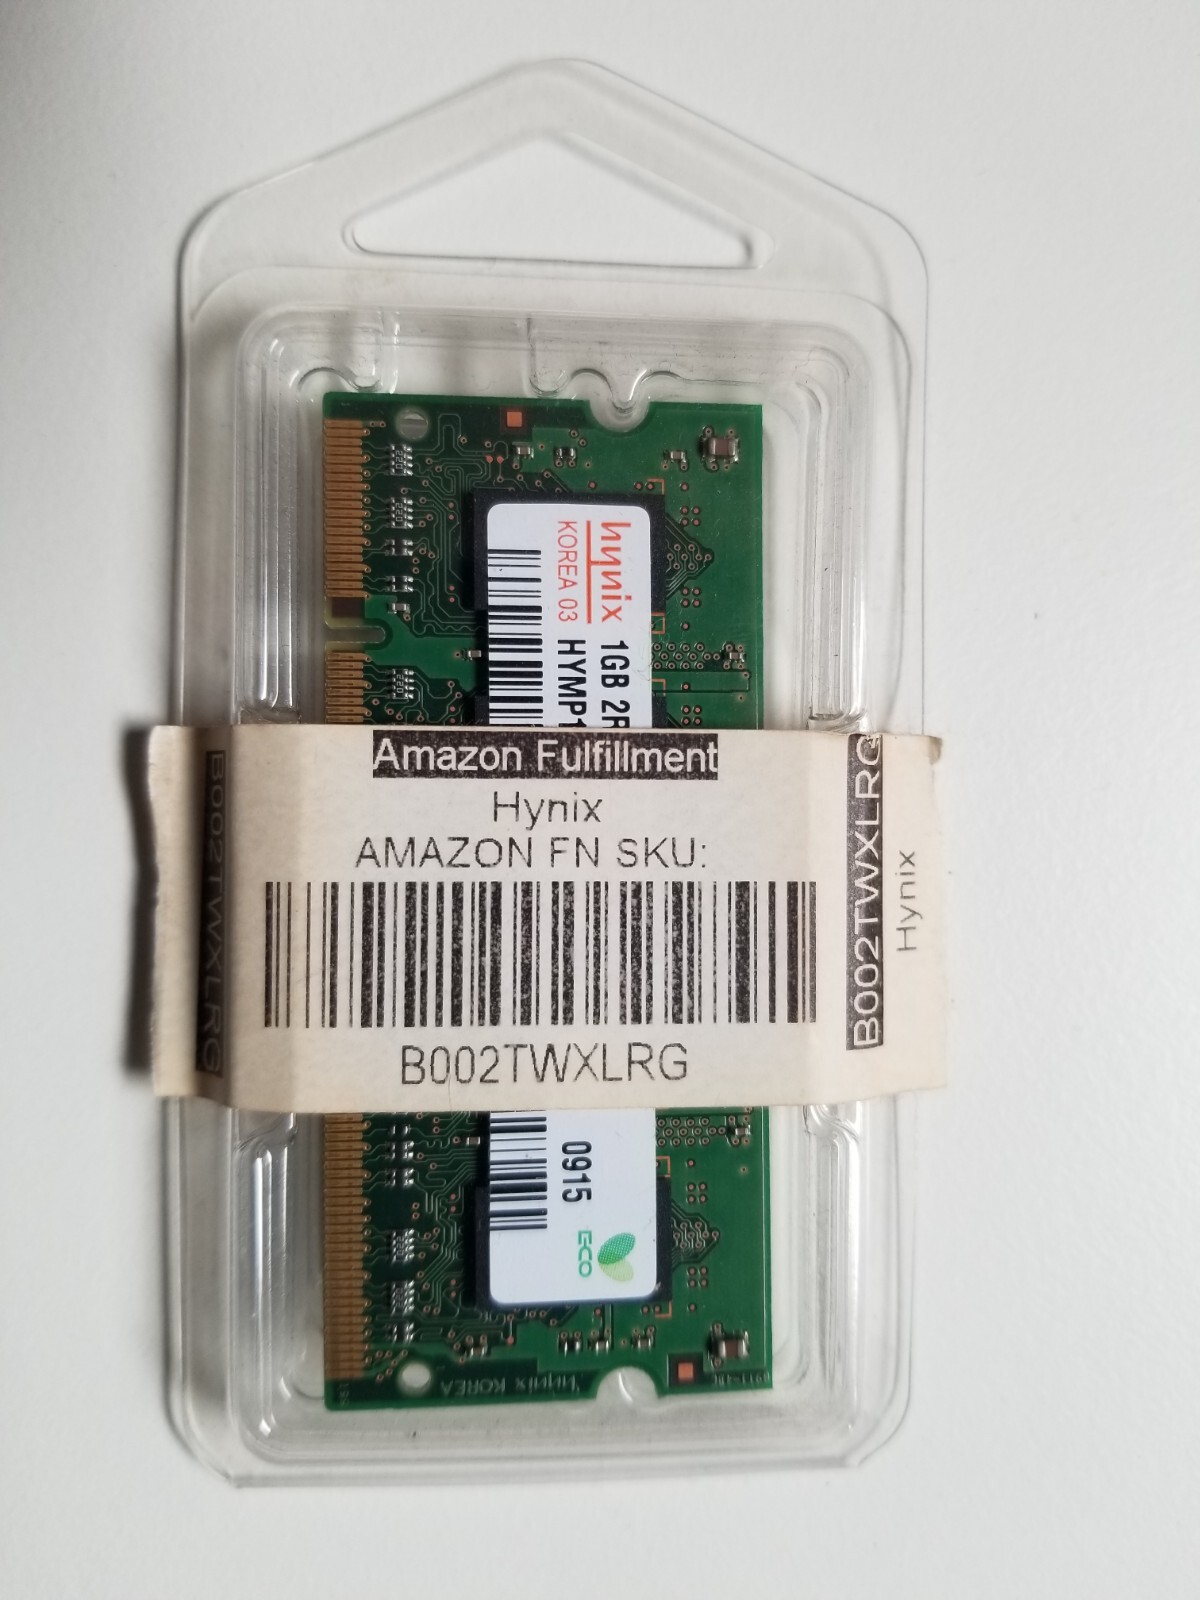 hynix
KOREA 03
1GB 2R
HYMP1
Amazon Fulfillment
Hynix
AMAZON FN SKU:
B002TWXLRG
B002TWXLRG
Hynix
B002TWXLRG
0915
ECO
hynix KOREA